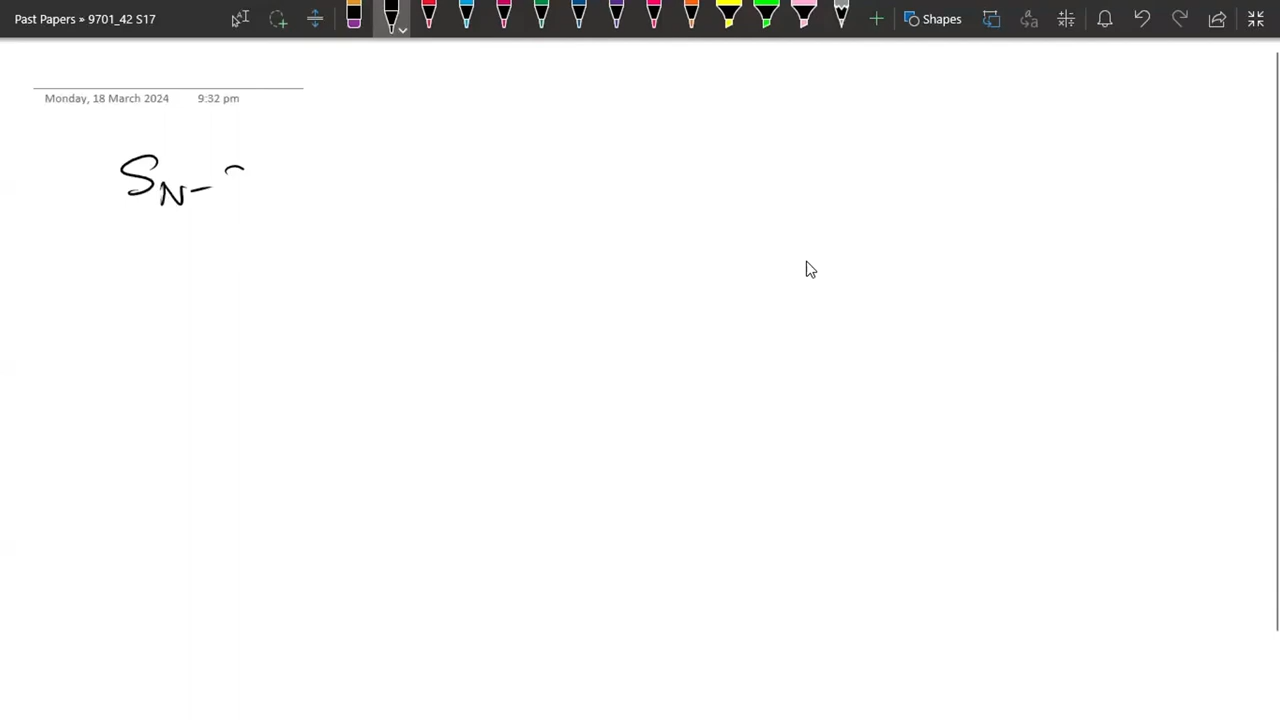 Past Papers » 9701_42 S17
Shapes
Monday, 18 March 2024 9:32 pm
SN-